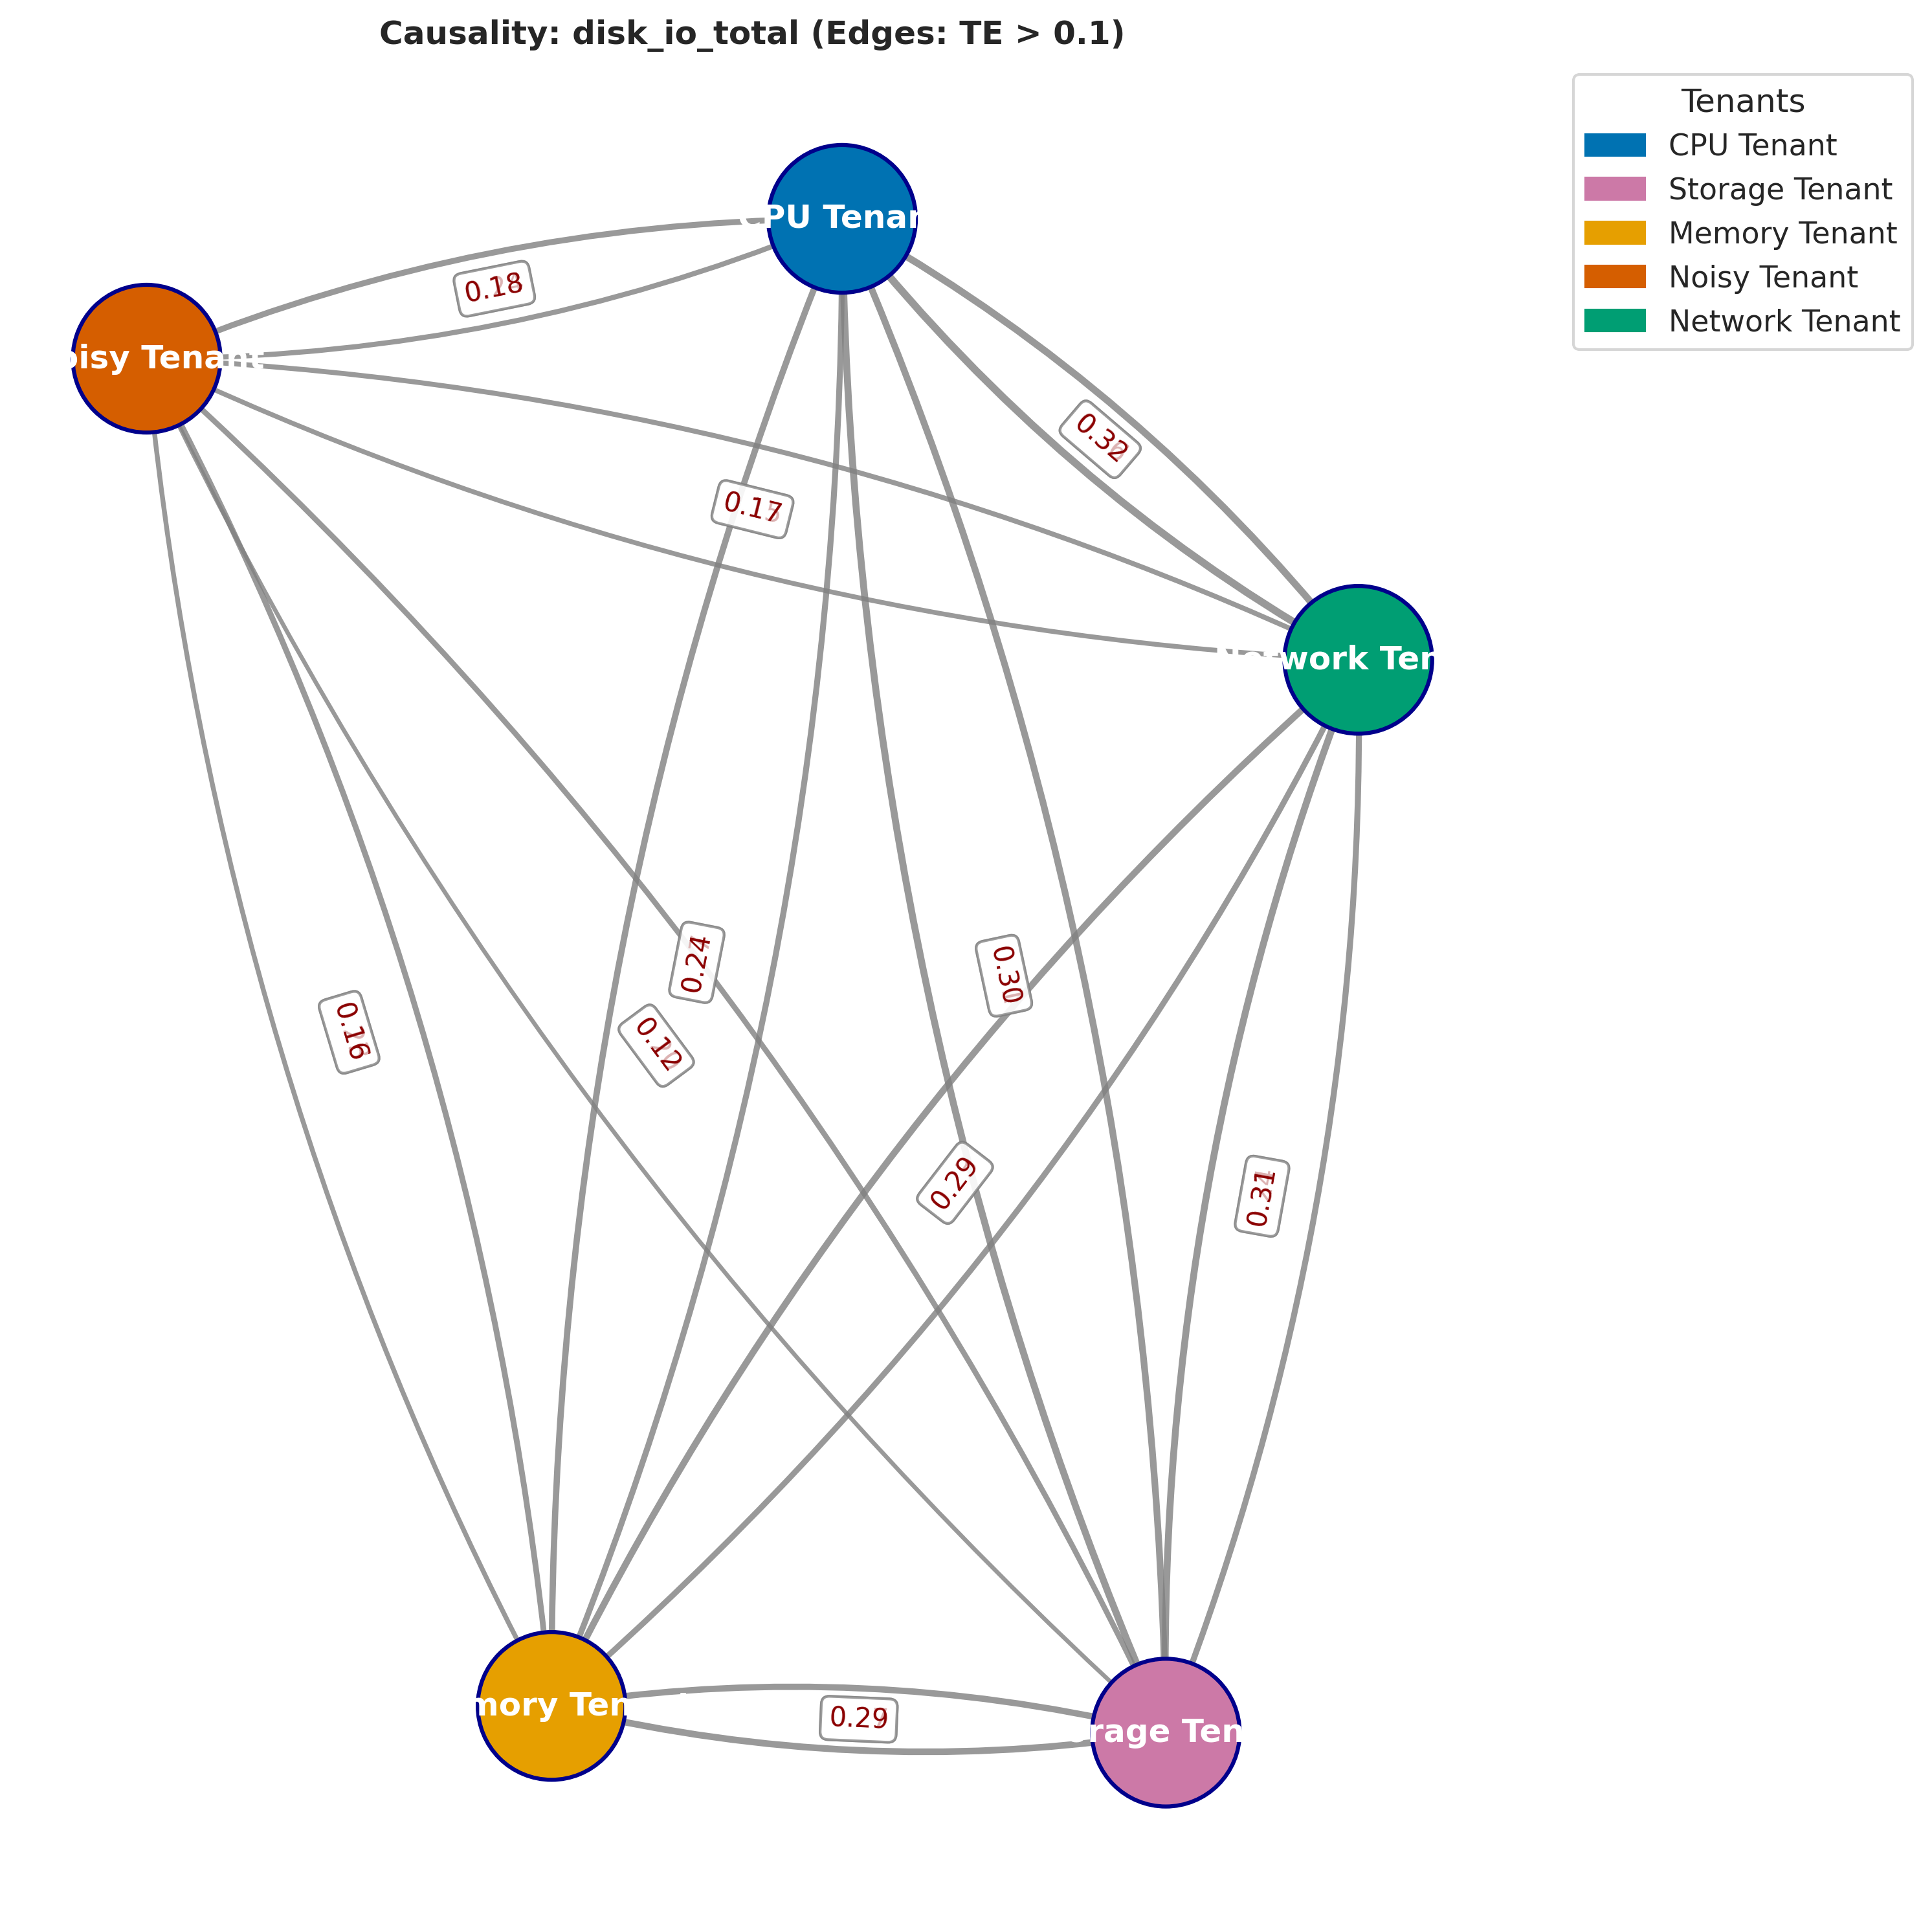 Causality: disk_io_total (Edges: TE > 0.1)
Tenants
CPU Tenant
Storage Tenant
Memory Tenant
Noisy Tenant
Network Tenant
PU Tenan
oisy Tenant
work Ten
mory Ten
rage Ten
0.18
0.32
0.17
0.24
0.30
0.16
0.12
0.29
0.31
0.29